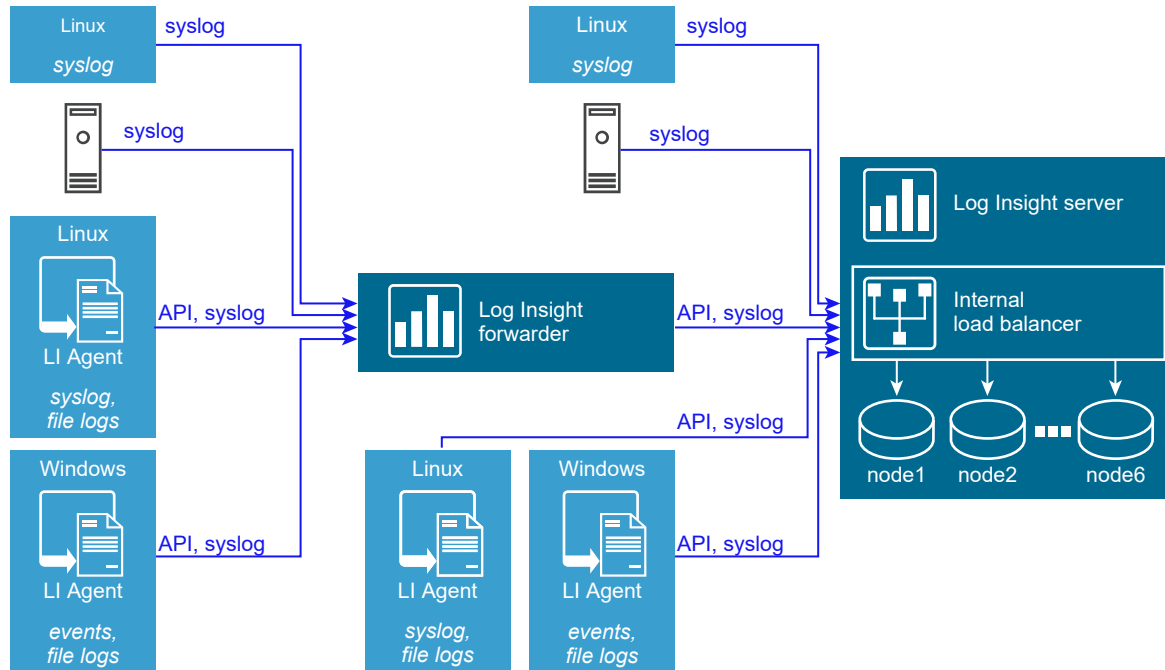 Linux
syslog
syslog
syslog
Linux
LI Agent
syslog,
file logs
API, syslog
Windows
LI Agent
events,
file logs
API, syslog
Log Insight
forwarder
API, syslog
Linux
syslog
syslog
syslog
Linux
LI Agent
syslog,
file logs
API, syslog
Windows
LI Agent
events,
file logs
API, syslog
Log Insight server
Internal
load balancer
node1
node2
node6